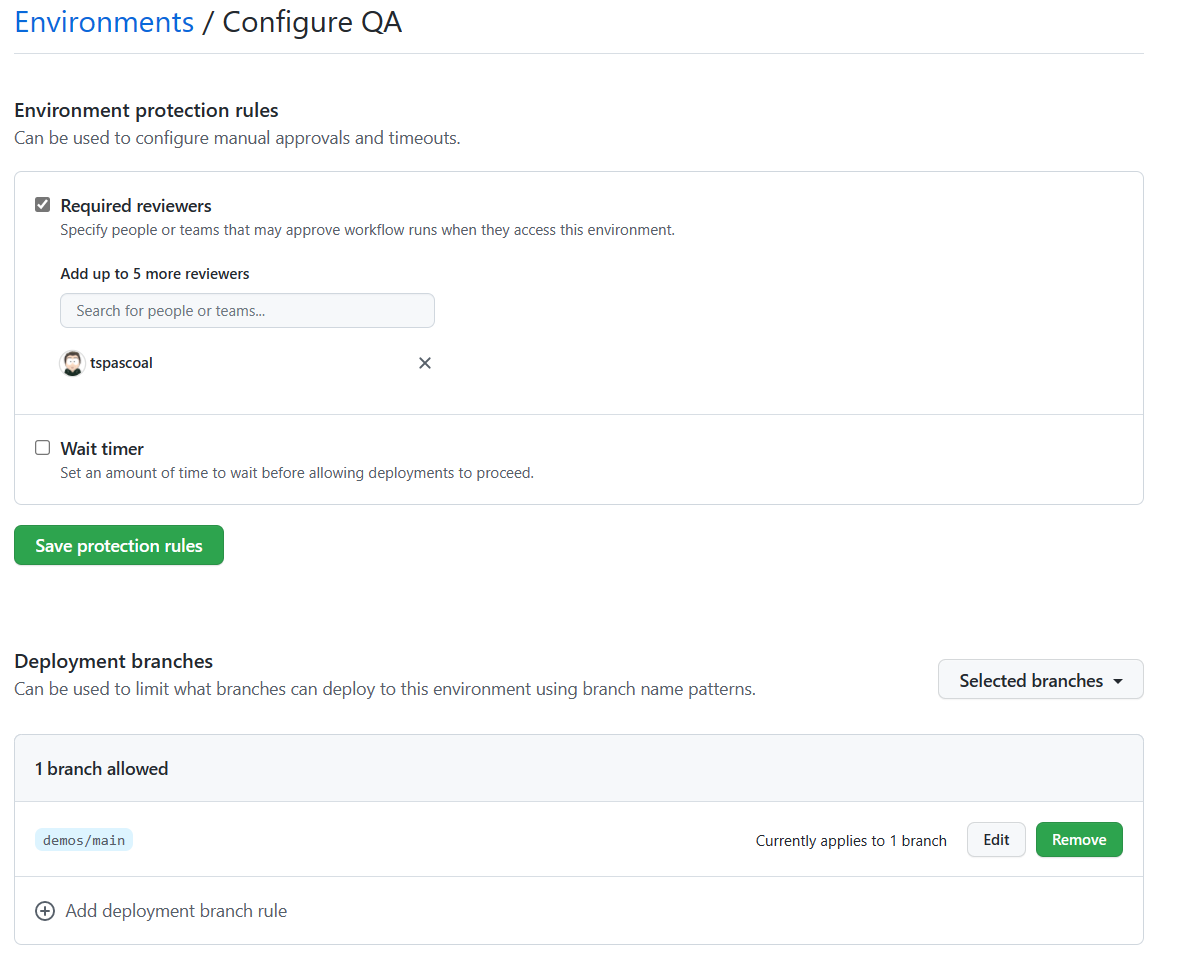 Environments / Configure QA
Environment protection rules
Can be used to configure manual approvals and timeouts.
Required reviewers
Specify people or teams that may approve workflow runs when they access this environment.
Add up to 5 more reviewers
Search for people or teams...
tspascoal
Wait timer
Set an amount of time to wait before allowing deployments to proceed.
Save protection rules
Deployment branches
Can be used to limit what branches can deploy to this environment using branch name patterns.
Selected branches
1 branch allowed
demos/main
Currently applies to 1 branch
Edit
Remove
Add deployment branch rule